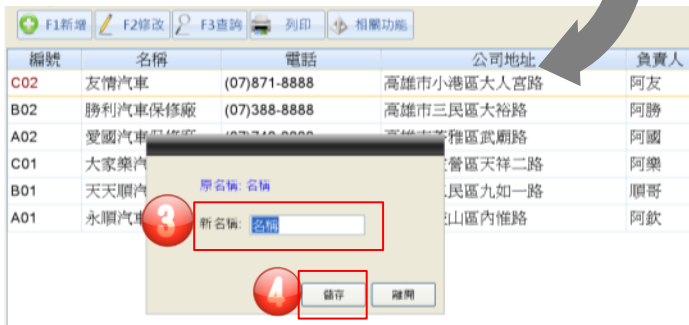 F1新增 F2修改 F3查詢 列印 相關功能
編號 名稱 電話 公司地址 負責人
C02 友情汽車 (07)871-8888 高雄市小港區大人宮路 阿友
B02 勝利汽車保修廠 (07)388-8888 高雄市三民區大裕路 阿勝
A02 愛國汽車 雅區武廟路 阿國
C01 大家樂汽 營區天祥二路 阿樂
B01 天天順汽 民區九如一路 順哥
A01 永順汽車 山區內惟路 阿欽
原名稱: 名稱
3 新名稱: 名稱
4 儲存 離開